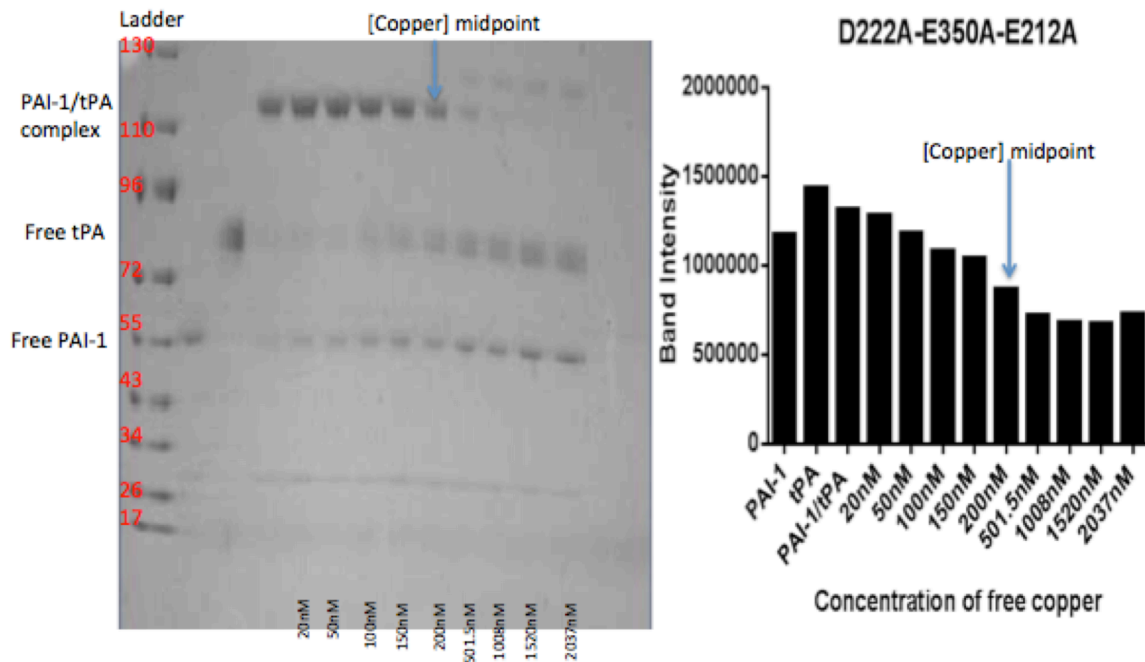 Ladder
130
110
96
72
55
43
34
26
17
PAI-1/tPA
complex
Free tPA
Free PAI-1
[Copper] midpoint
20nM
50nM
100nM
150nM
200nM
501.5nM
1008nM
1520nM
2037nM
D222A-E350A-E212A
[Copper] midpoint
Band Intensity
2000000
1500000
1000000
500000
0
PAI-1
tPA
PAI-1/tPA
20nM
50nM
100nM
150nM
200nM
501.5nM
1008nM
1520nM
2037nM
Concentration of free copper